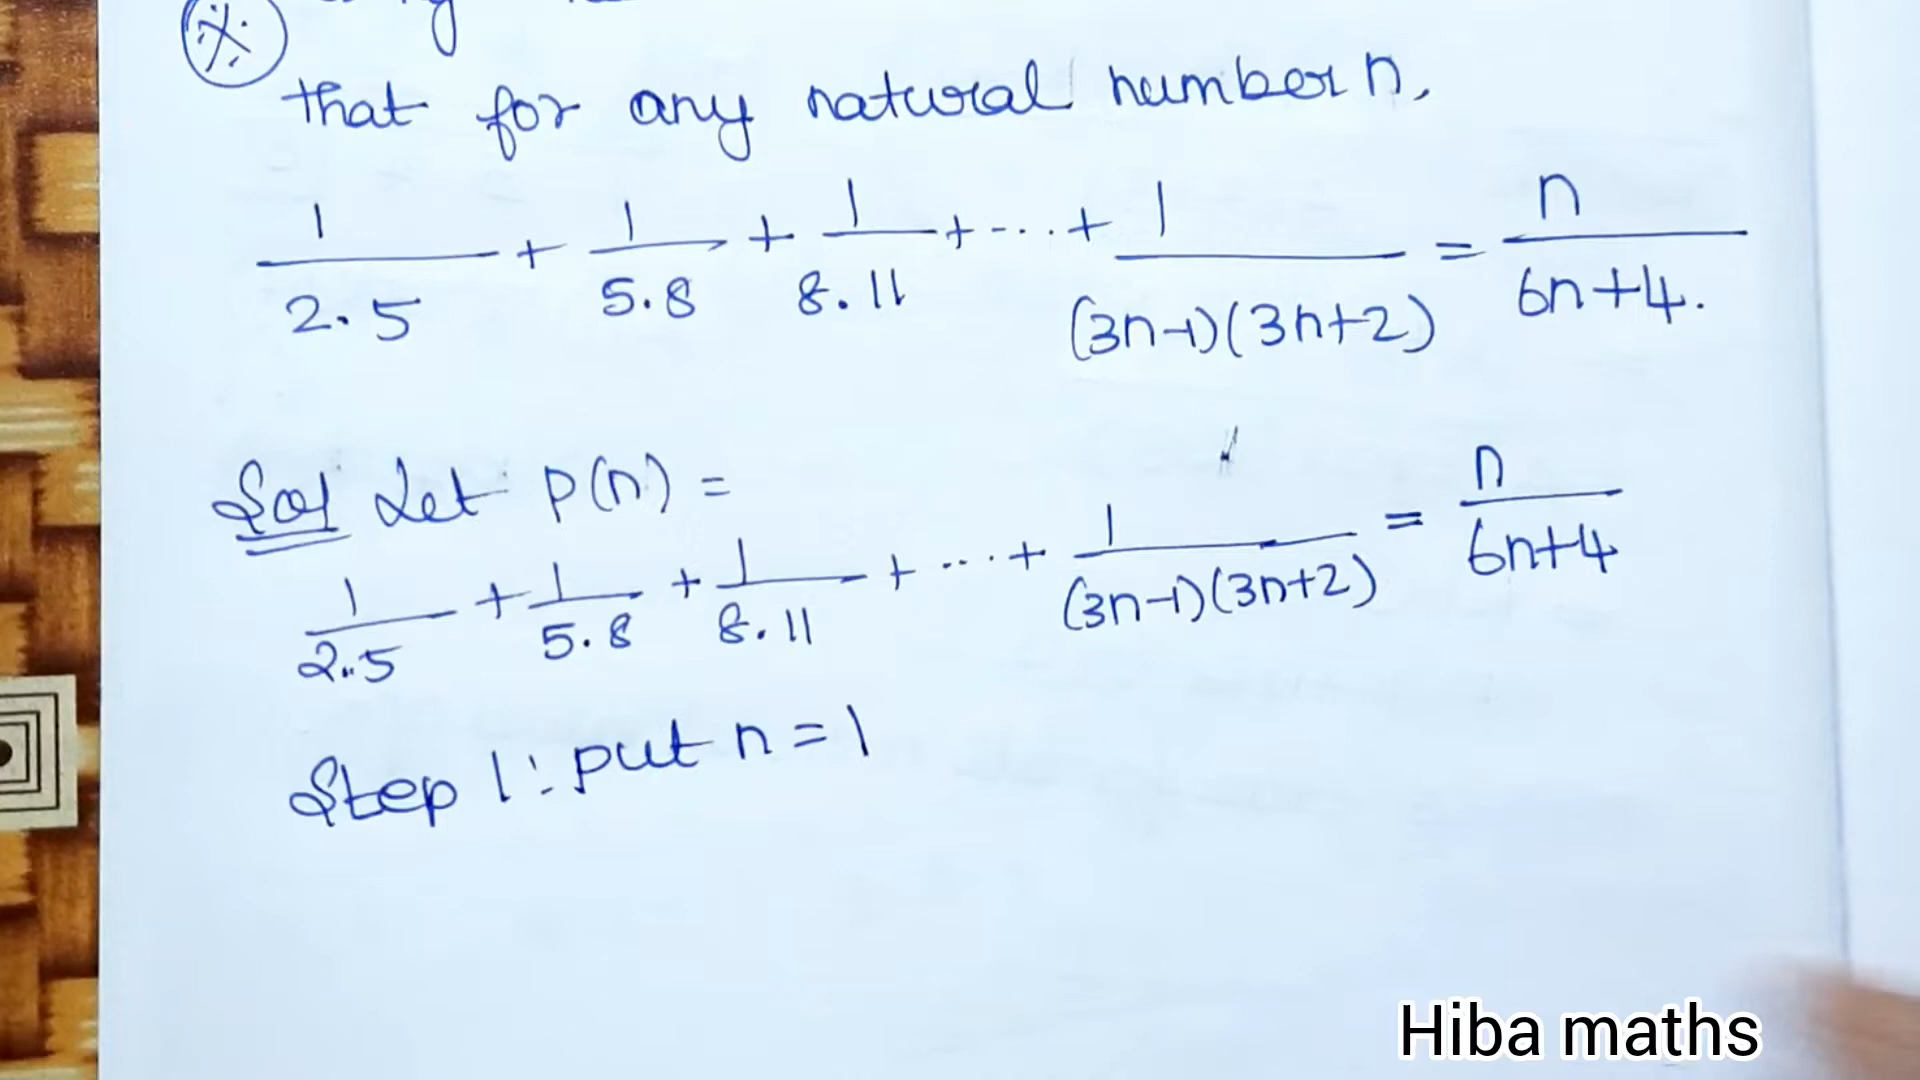 that for any natural number n,
1/2.5 + 1/5.8 + 1/8.11 + ... + 1/(3n-1)(3n+2) = n/6n+4.
Sol Let P(n) =
1/2.5 + 1/5.8 + 1/8.11 + ... + 1/(3n-1)(3n+2) = n/6n+4
Step 1: put n = 1
Hiba maths